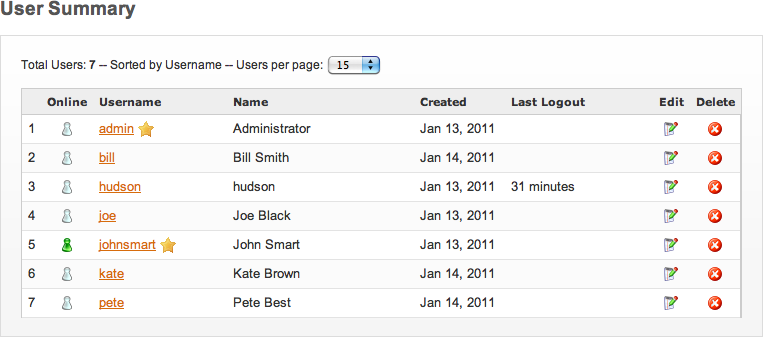 User Summary
Total Users: 7 -- Sorted by Username -- Users per page: 15
Online Username Name Created Last Logout Edit Delete
1 admin Administrator Jan 13, 2011
2 bill Bill Smith Jan 14, 2011
3 hudson hudson Jan 13, 2011 31 minutes
4 joe Joe Black Jan 14, 2011
5 johnsmart John Smart Jan 13, 2011
6 kate Kate Brown Jan 14, 2011
7 pete Pete Best Jan 14, 2011